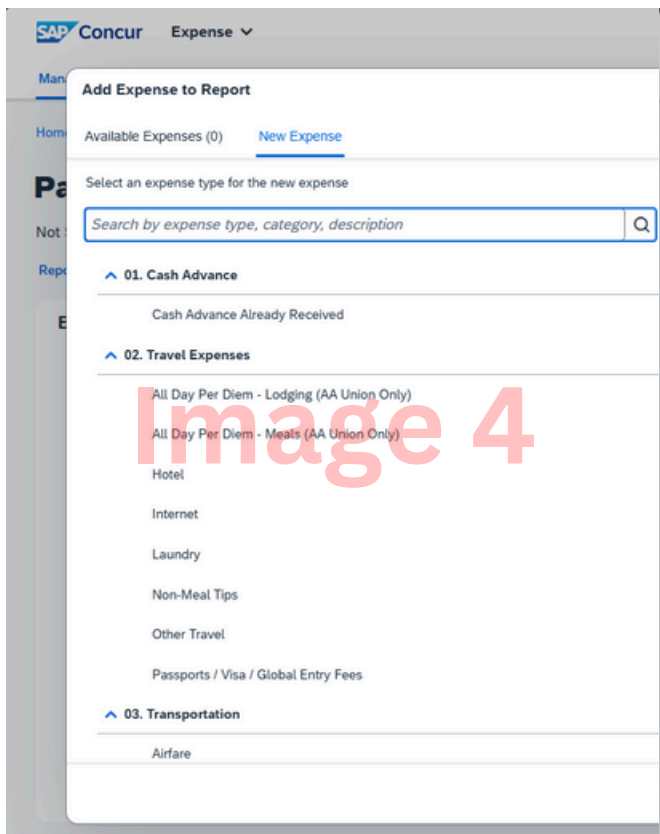 SAP Concur Expense
Man
Add Expense to Report
Home
Available Expenses (0) New Expense
Pa
Select an expense type for the new expense
Not
Search by expense type, category, description
Repo
01. Cash Advance
E
Cash Advance Already Received
02. Travel Expenses
All Day Per Diem - Lodging (AA Union Only)
Image 4
All Day Per Diem - Meals (AA Union Only)
Hotel
Internet
Laundry
Non-Meal Tips
Other Travel
Passports / Visa / Global Entry Fees
03. Transportation
Airfare